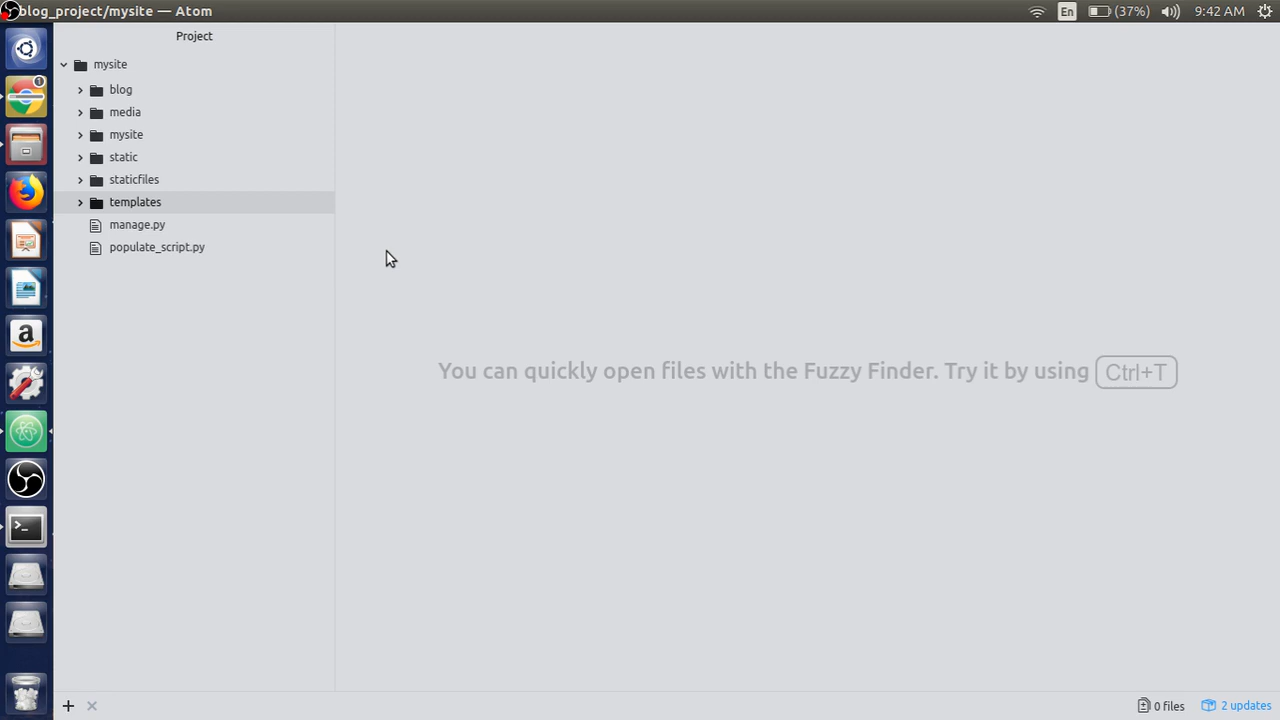 blog_project/mysite — Atom
En
(37%)
9:42 AM
Project
mysite
blog
media
mysite
static
staticfiles
templates
manage.py
populate_script.py
You can quickly open files with the Fuzzy Finder. Try it by using Ctrl+T
0 files
2 updates